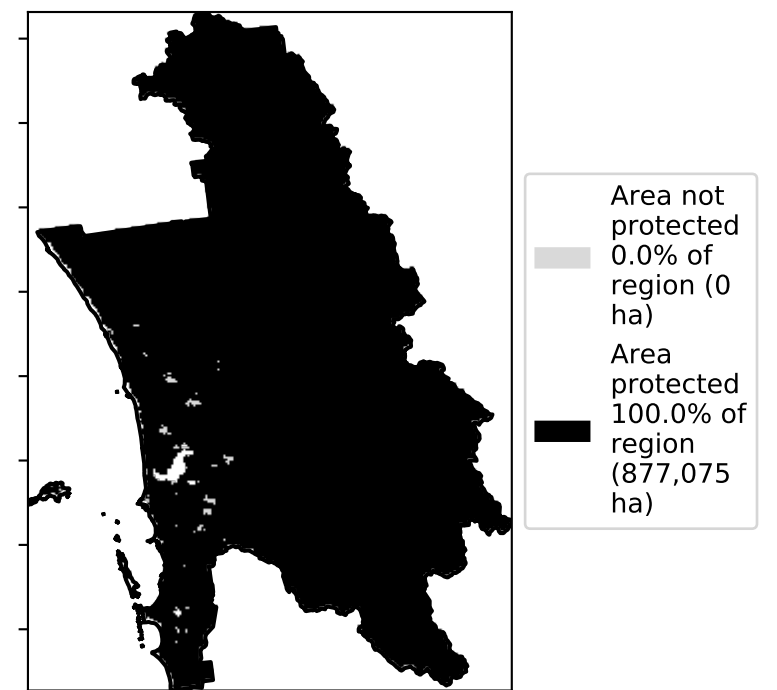 Area not
protected
0.0% of
region (0
ha)
Area
protected
100.0% of
region
(877,075
ha)